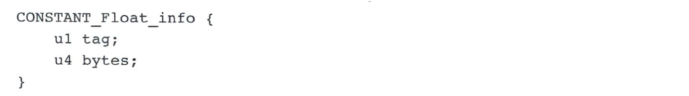 CONSTANT_Float_info {
    u1 tag;
    u4 bytes;
}